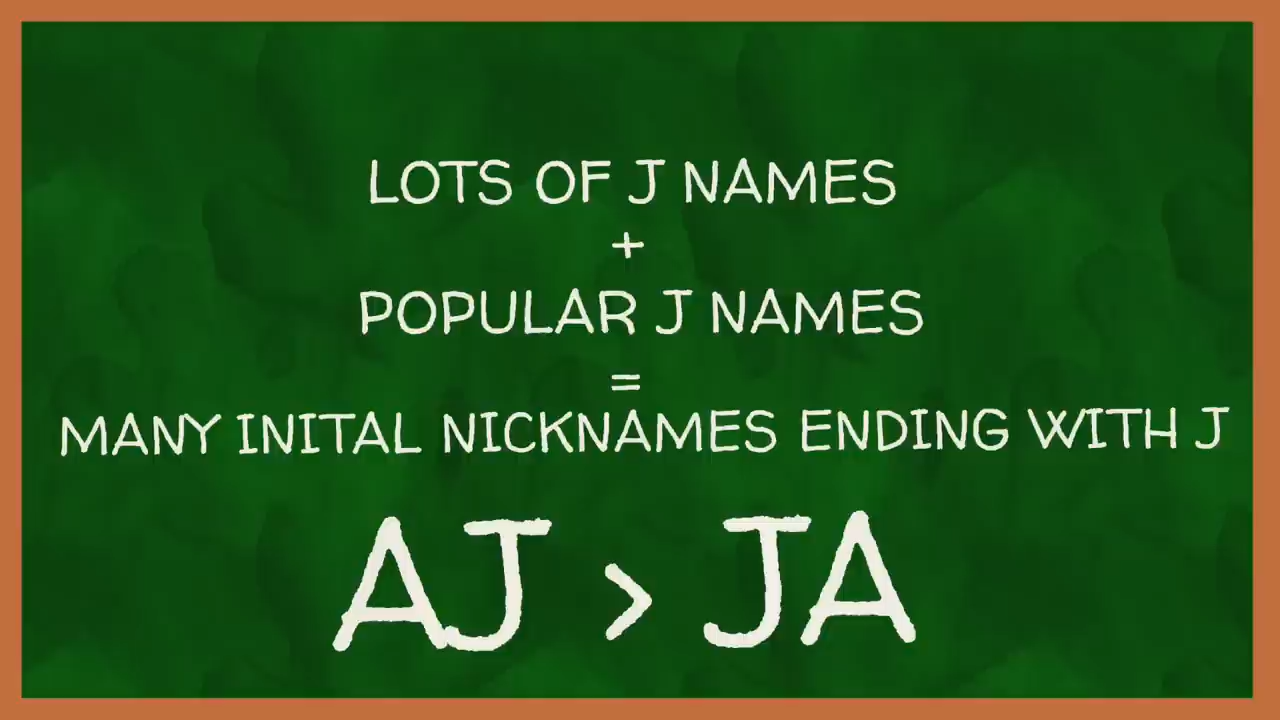 LOTS OF J NAMES
+
POPULAR J NAMES
=
MANY INITAL NICKNAMES ENDING WITH J
AJ > JA